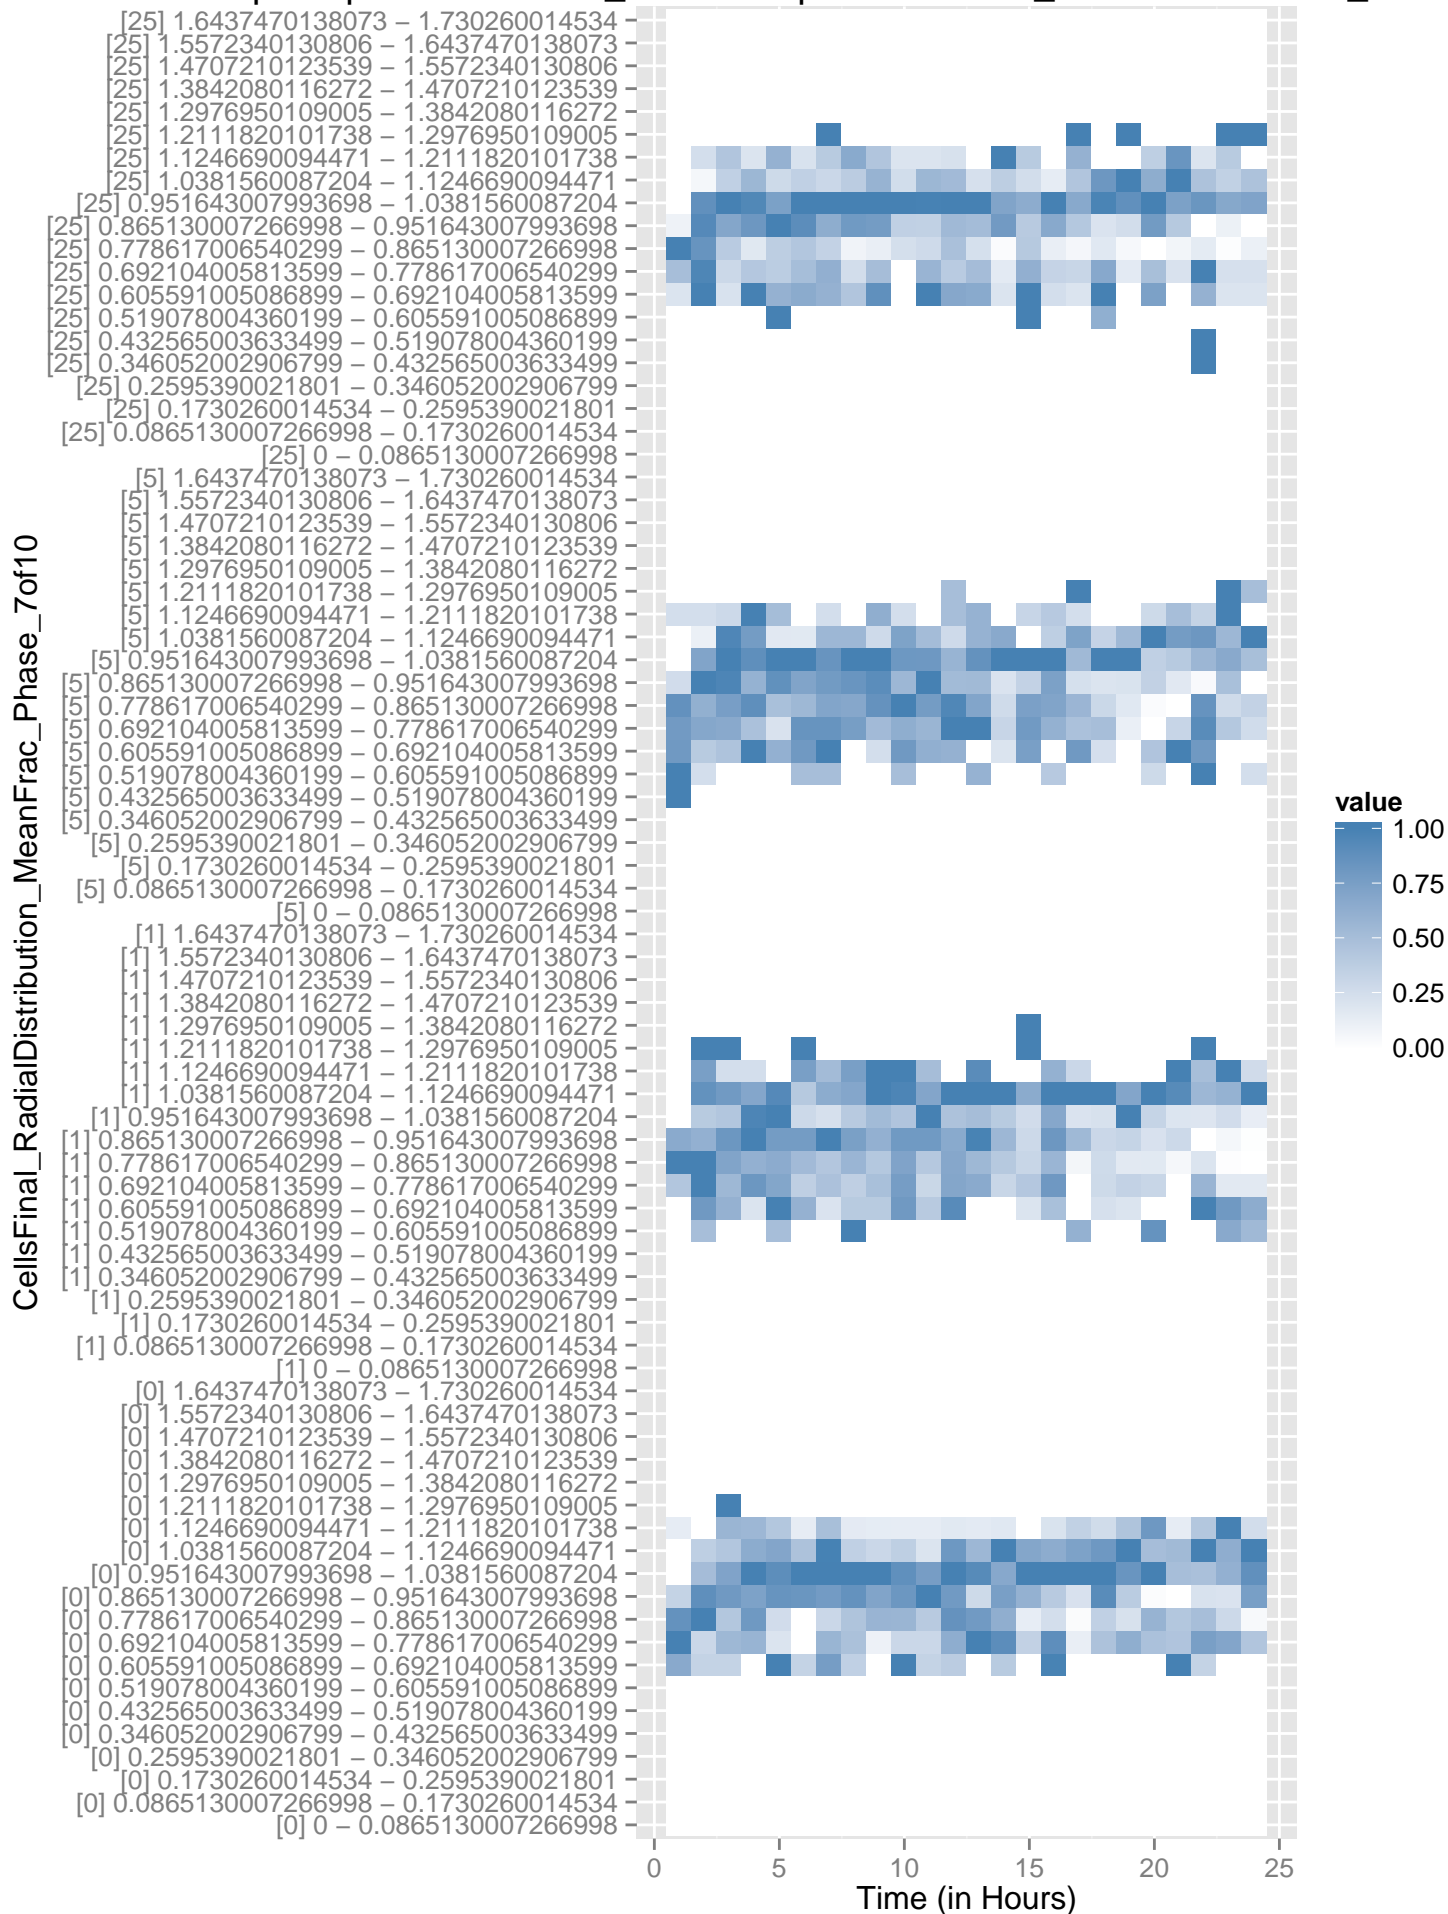 [25] 1.6437470138073 – 1.730260014534
[25] 1.5572340130806 – 1.6437470138073
[25] 1.4707210123539 – 1.5572340130806
[25] 1.3842080116272 – 1.4707210123539
[25] 1.2976950109005 – 1.3842080116272
[25] 1.2111820101738 – 1.2976950109005
[25] 1.1246690094471 – 1.2111820101738
[25] 1.0381560087204 – 1.1246690094471
[25] 0.951643007993698 – 1.0381560087204
[25] 0.865130007266998 – 0.951643007993698
[25] 0.778617006540299 – 0.865130007266998
[25] 0.692104005813599 – 0.778617006540299
[25] 0.605591005086899 – 0.692104005813599
[25] 0.519078004360199 – 0.605591005086899
[25] 0.432565003633499 – 0.519078004360199
[25] 0.346052002906799 – 0.432565003633499
[25] 0.2595390021801 – 0.346052002906799
[25] 0.1730260014534 – 0.2595390021801
[25] 0.0865130007266998 – 0.1730260014534
[25] 0 – 0.0865130007266998
[5] 1.6437470138073 – 1.730260014534
[5] 1.5572340130806 – 1.6437470138073
[5] 1.4707210123539 – 1.5572340130806
[5] 1.3842080116272 – 1.4707210123539
[5] 1.2976950109005 – 1.3842080116272
[5] 1.2111820101738 – 1.2976950109005
[5] 1.1246690094471 – 1.2111820101738
[5] 1.0381560087204 – 1.1246690094471
[5] 0.951643007993698 – 1.0381560087204
[5] 0.865130007266998 – 0.951643007993698
[5] 0.778617006540299 – 0.865130007266998
[5] 0.692104005813599 – 0.778617006540299
[5] 0.605591005086899 – 0.692104005813599
[5] 0.519078004360199 – 0.605591005086899
[5] 0.432565003633499 – 0.519078004360199
[5] 0.346052002906799 – 0.432565003633499
[5] 0.2595390021801 – 0.346052002906799
[5] 0.1730260014534 – 0.2595390021801
[5] 0.0865130007266998 – 0.1730260014534
[5] 0 – 0.0865130007266998
[1] 1.6437470138073 – 1.730260014534
[1] 1.5572340130806 – 1.6437470138073
[1] 1.4707210123539 – 1.5572340130806
[1] 1.3842080116272 – 1.4707210123539
[1] 1.2976950109005 – 1.3842080116272
[1] 1.2111820101738 – 1.2976950109005
[1] 1.1246690094471 – 1.2111820101738
[1] 1.0381560087204 – 1.1246690094471
[1] 0.951643007993698 – 1.0381560087204
[1] 0.865130007266998 – 0.951643007993698
[1] 0.778617006540299 – 0.865130007266998
[1] 0.692104005813599 – 0.778617006540299
[1] 0.605591005086899 – 0.692104005813599
[1] 0.519078004360199 – 0.605591005086899
[1] 0.432565003633499 – 0.519078004360199
[1] 0.346052002906799 – 0.432565003633499
[1] 0.2595390021801 – 0.346052002906799
[1] 0.1730260014534 – 0.2595390021801
[1] 0.0865130007266998 – 0.1730260014534
[1] 0 – 0.0865130007266998
[0] 1.6437470138073 – 1.730260014534
[0] 1.5572340130806 – 1.6437470138073
[0] 1.4707210123539 – 1.5572340130806
[0] 1.3842080116272 – 1.4707210123539
[0] 1.2976950109005 – 1.3842080116272
[0] 1.2111820101738 – 1.2976950109005
[0] 1.1246690094471 – 1.2111820101738
[0] 1.0381560087204 – 1.1246690094471
[0] 0.951643007993698 – 1.0381560087204
[0] 0.865130007266998 – 0.951643007993698
[0] 0.778617006540299 – 0.865130007266998
[0] 0.692104005813599 – 0.778617006540299
[0] 0.605591005086899 – 0.692104005813599
[0] 0.519078004360199 – 0.605591005086899
[0] 0.432565003633499 – 0.519078004360199
[0] 0.346052002906799 – 0.432565003633499
[0] 0.2595390021801 – 0.346052002906799
[0] 0.1730260014534 – 0.2595390021801
[0] 0.0865130007266998 – 0.1730260014534
[0] 0 – 0.0865130007266998
CellsFinal_RadialDistribution_MeanFrac_Phase_7of10
0 5 10 15 20 25
Time (in Hours)
value
1.00
0.75
0.50
0.25
0.00